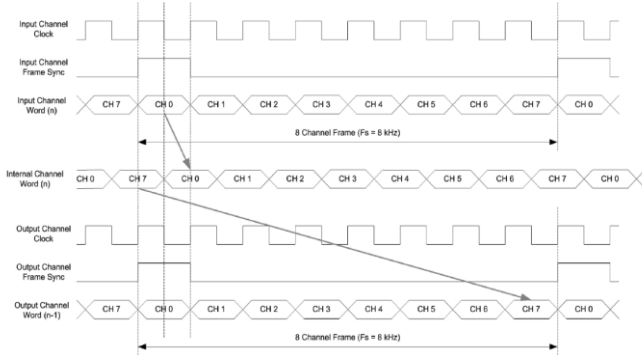 Input Channel
Clock
Input Channel
Frame Sync
Input Channel
Word (n)
CH 7 CH 0 CH 1 CH 2 CH 3 CH 4 CH 5 CH 6 CH 7 CH 0
8 Channel Frame (Fs = 8 kHz)
Internal Channel
Word (n)
CH 0 CH 7 CH 0 CH 1 CH 2 CH 3 CH 4 CH 5 CH 6 CH 7 CH 0
Output Channel
Clock
Output Channel
Frame Sync
Output Channel
Word (n-1)
CH 7 CH 0 CH 1 CH 2 CH 3 CH 4 CH 5 CH 6 CH 7 CH 0
8 Channel Frame (Fs = 8 kHz)